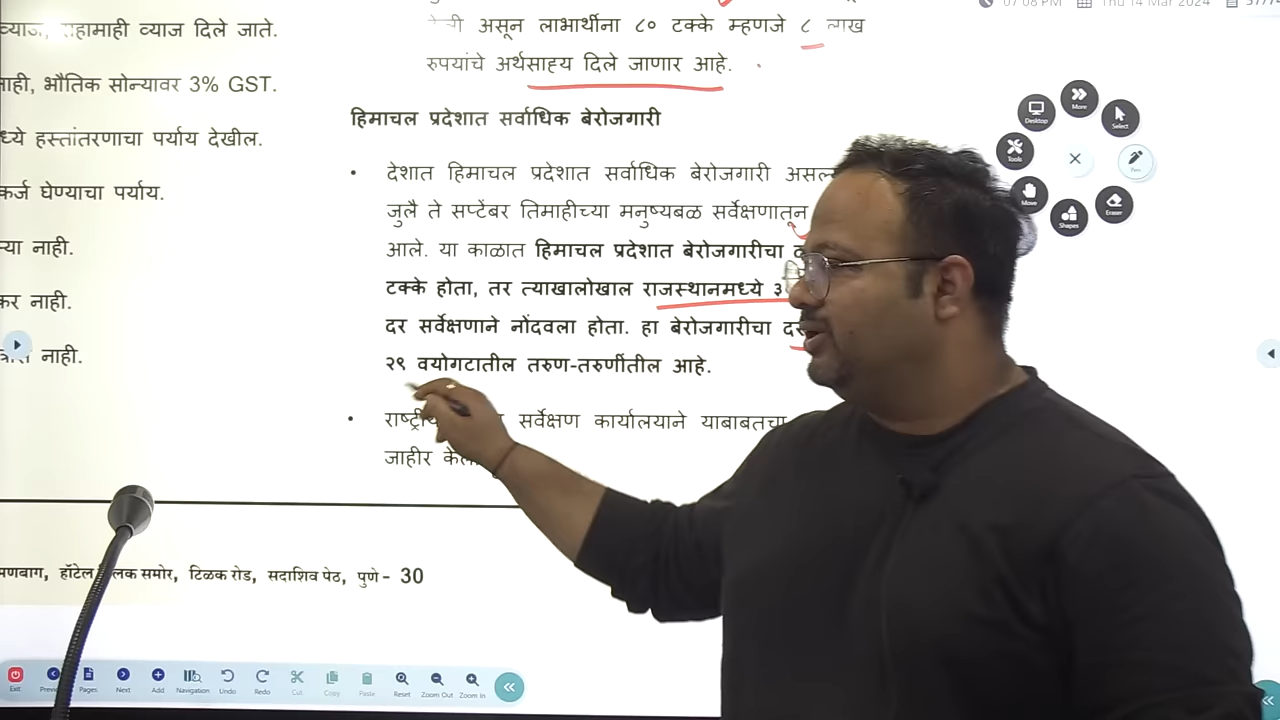 07:08 PM Thu 14 Mar 2024
व्याज, सहामाही व्याज दिले जाते.
नाही, भौतिक सोन्यावर 3% GST.
ध्ये हस्तांतरणाचा पर्याय देखील.
कर्ज घेण्याचा पर्याय.
नाही.
कर नाही.
नाही.
असून लाभार्थींना ८० टक्के म्हणजे ८ लाख
रुपयांचे अर्थसाह्य दिले जाणार आहे.
हिमाचल प्रदेशात सर्वाधिक बेरोजगारी
• देशात हिमाचल प्रदेशात सर्वाधिक बेरोजगारी
जुलै ते सप्टेंबर तिमाहीच्या मनुष्यबळ सर्वेक्षणातून
आले. या काळात हिमाचल प्रदेशात बेरोजगारीचा
टक्के होता, तर त्याखालोखाल राजस्थानमध्ये ३
दर सर्वेक्षणाने नोंदवला होता. हा बेरोजगारीचा
२९ वयोगटातील तरुण-तरुणींतील आहे.
• सर्वेक्षण कार्यालयाने याबाबतचा
जाहीर
हॉटेल टिळक रोड, सदाशिव पेठ, पुणे - 30
More
Desktop
Select
Tools
Pen
Move
Shapes
Eraser
Exit Pages Next Add Navigation Undo Redo Cut Copy Paste Reset Zoom Out Zoom In